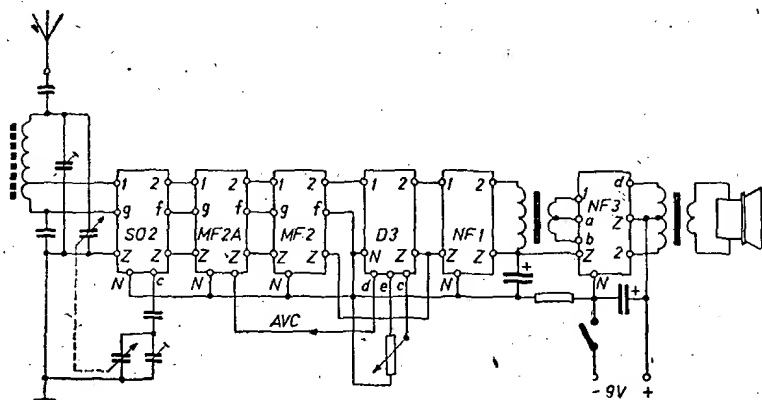 1 2 1 2 1 2 1 2 1 2 1 d
g f g f g f a NF3 Z
SO2 MF2A MF2 D3 NF1 b
Z Z Z Z Z Z N Z Z Z Z 2
N c N Z N d e c N N
AVC
- 9V +